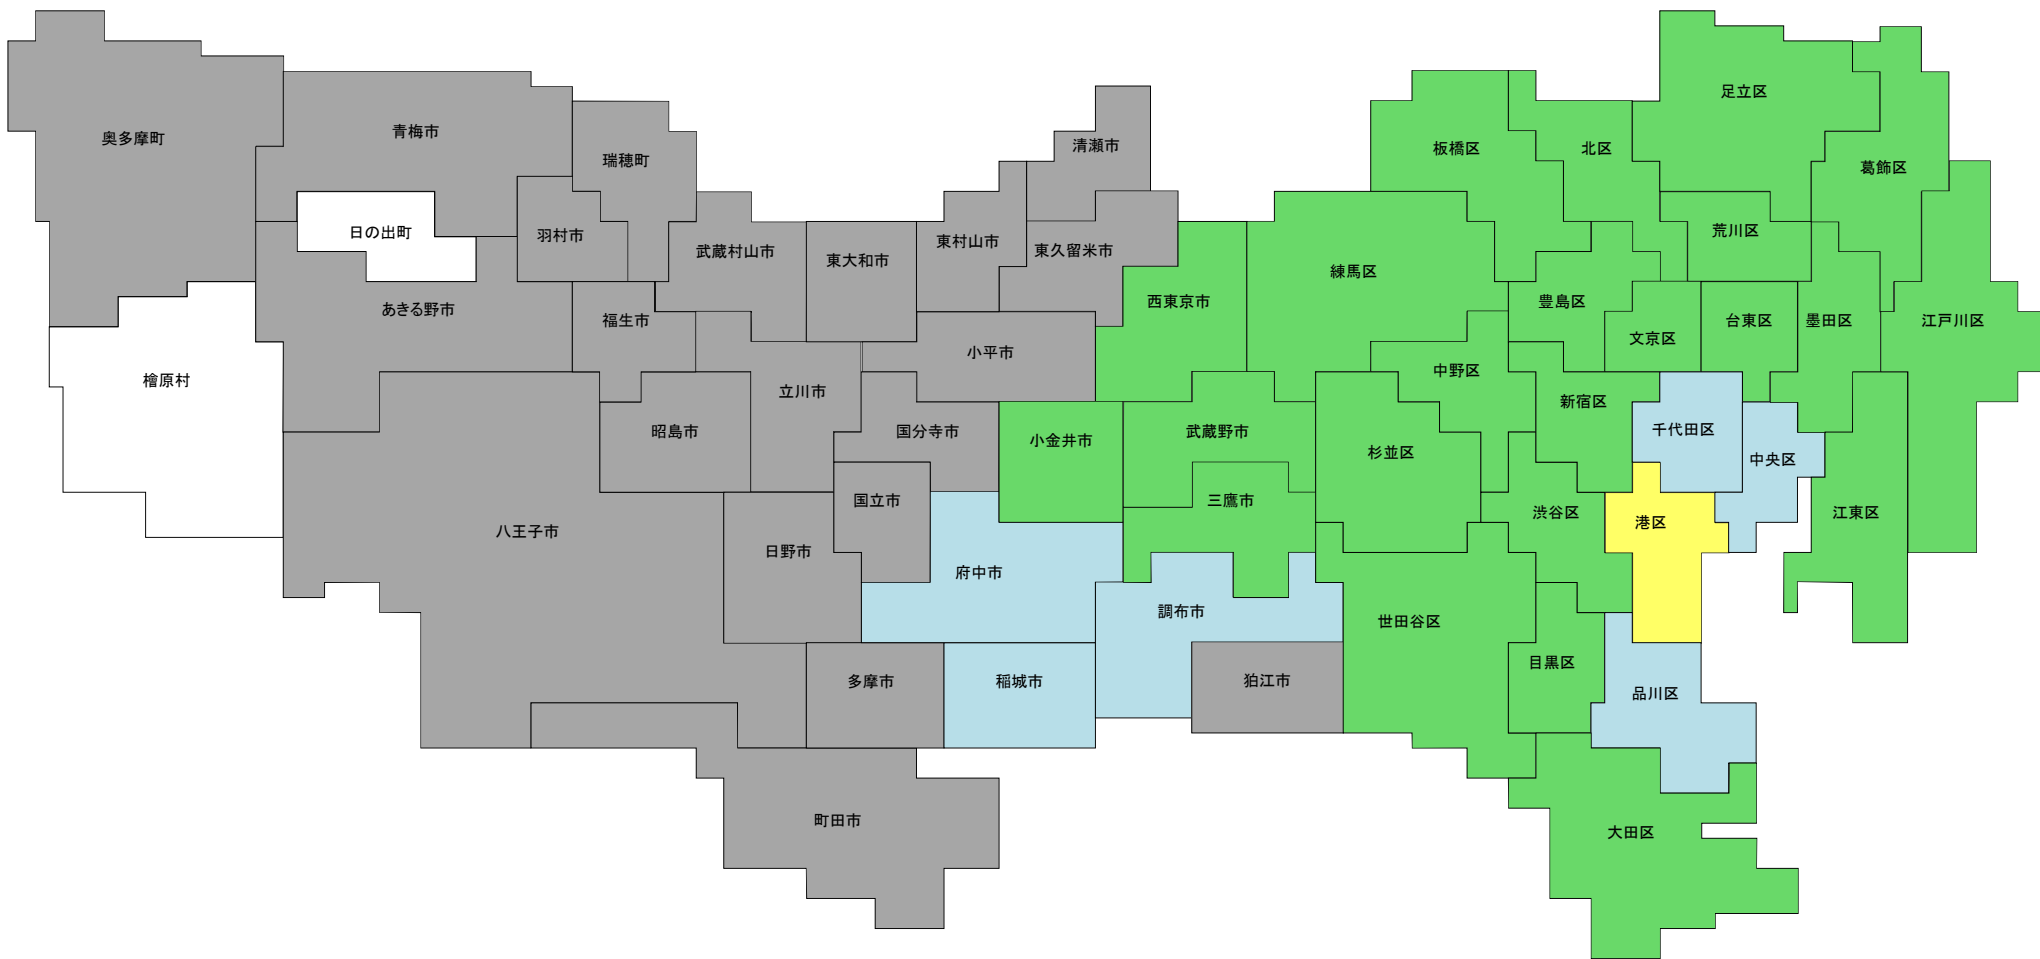 足立区
奥多摩町
青梅市
瑞穂町
清瀬市
板橋区
北区
葛飾区
日の出町
羽村市
武蔵村山市
東大和市
東村山市
東久留米市
荒川区
練馬区
あきる野市
福生市
西東京市
豊島区
文京区
台東区
墨田区
江戸川区
小平市
檜原村
立川市
中野区
新宿区
昭島市
国分寺市
小金井市
武蔵野市
杉並区
千代田区
中央区
八王子市
日野市
国立市
三鷹市
渋谷区
港区
江東区
府中市
調布市
世田谷区
目黒区
多摩市
稲城市
狛江市
品川区
町田市
大田区